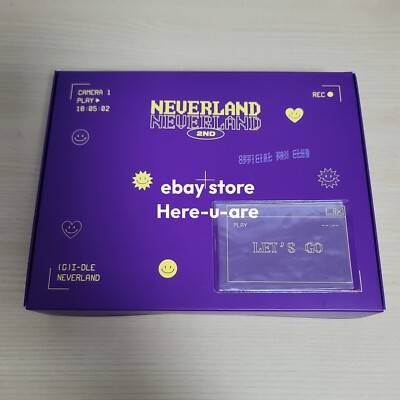 CAMERA 1
PLAY ▶
18:05:02
REC ●
NEVERLAND
NEVERLAND
2ND
OFFICIAL FAN CLUB
ebay store
Here-u-are
PLAY
--:--
LET'S GO
(G)I-DLE
NEVERLAND